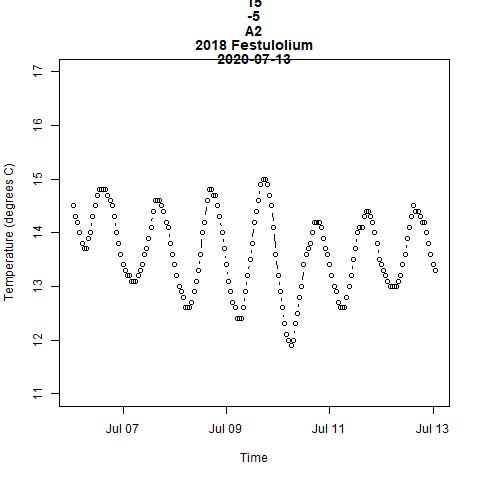 15
-5
A2
2018 Festulolium
2020-07-13
17
16
15
14
13
12
11
Temperature (degrees C)
Jul 07
Jul 09
Jul 11
Jul 13
Time